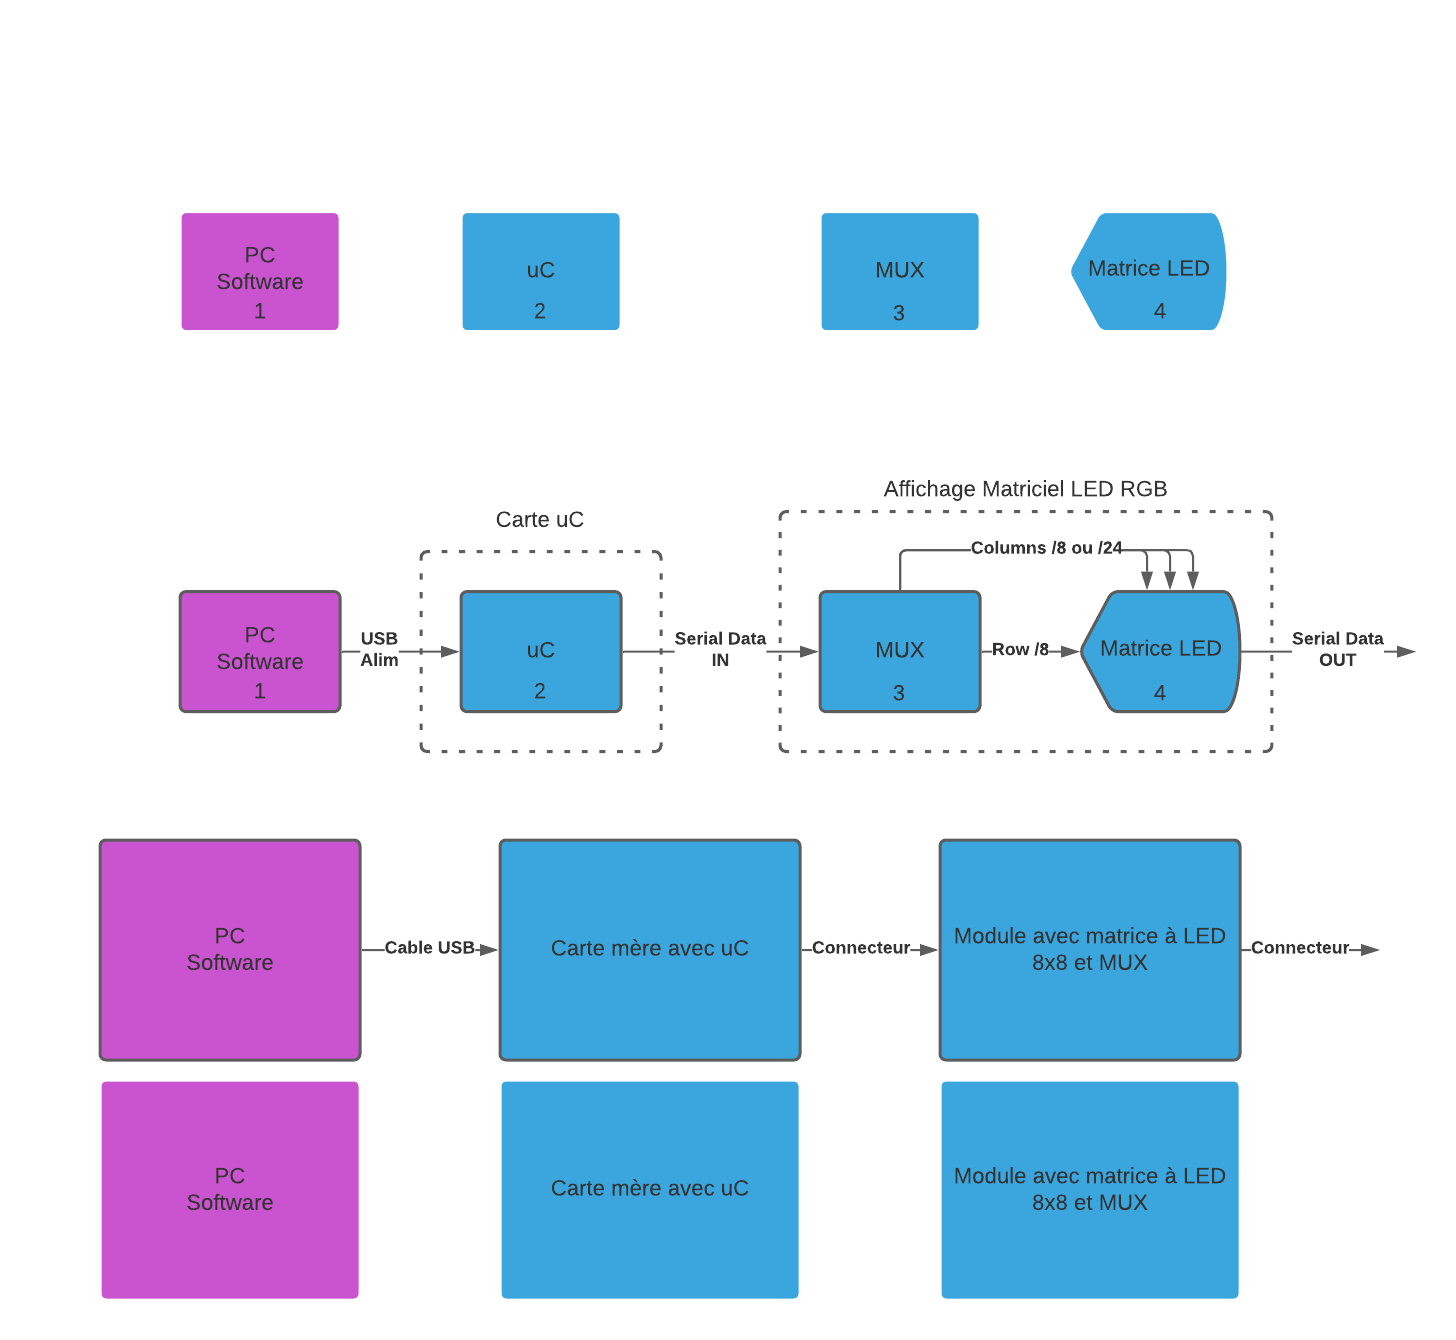 PC
Software
1
uC
2
MUX
3
Matrice LED
4
Affichage Matriciel LED RGB
Carte uC
Columns /8 ou /24
PC
Software
1
USB
Alim
uC
2
Serial Data
IN
MUX
3
Row /8
Matrice LED
4
Serial Data
OUT
PC
Software
Cable USB
Carte mère avec uC
Connecteur
Module avec matrice à LED
8x8 et MUX
Connecteur
PC
Software
Carte mère avec uC
Module avec matrice à LED
8x8 et MUX